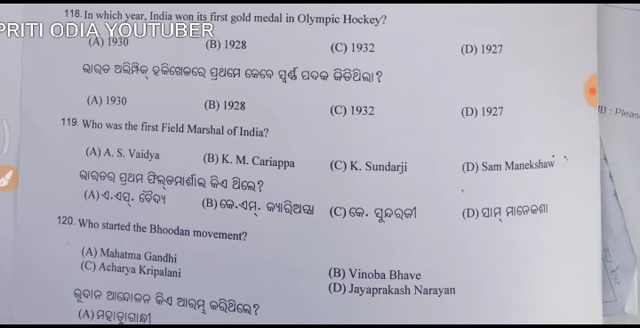 118. In which year, India won its first gold medal in Olympic Hockey?
PRITI ODIA YOUTUBER
(A) 1930 (B) 1928 (C) 1932 (D) 1927
ଭାରତ ଅଲିମ୍ପିକ୍ ହକିଖେଳରେ ପ୍ରଥମେ କେବେ ସ୍ୱର୍ଣ୍ଣ ପଦକ ଜିତିଥିଲା ?
(A) 1930 (B) 1928 (C) 1932 (D) 1927
119. Who was the first Field Marshal of India?
(A) A. S. Vaidya (B) K. M. Cariappa (C) K. Sundarji (D) Sam Manekshaw
ଭାରତର ପ୍ରଥମ ଫିଲ୍ଡମାର୍ଶାଲ କିଏ ଥିଲେ ?
(A) ଏ.ଏସ୍. ବୈଦ୍ୟ (B) କେ.ଏମ୍. କ୍ୟାରିଅପ୍ପା (C) କେ. ସୁନ୍ଦରଜୀ (D) ସାମ୍ ମାନେକଶା
120. Who started the Bhoodan movement?
(A) Mahatma Gandhi (B) Vinoba Bhave
(C) Acharya Kripalani (D) Jayaprakash Narayan
ଭୂଦାନ ଆନ୍ଦୋଳନ କିଏ ଆରମ୍ଭ କରିଥିଲେ ?
(A) ମହାତ୍ମାଗାନ୍ଧୀ